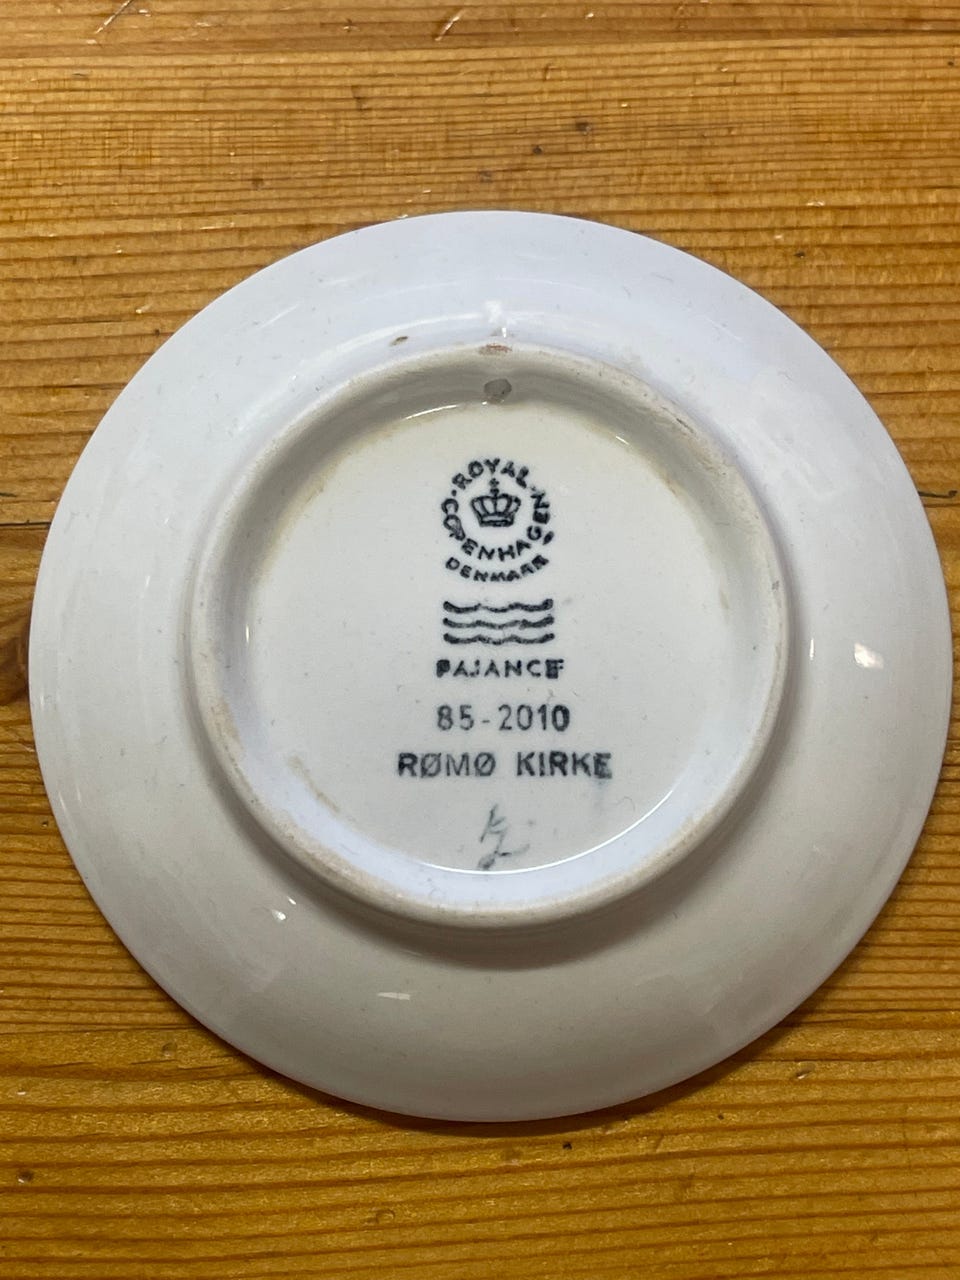 ROYAL
COPENHAGEN
DENMARK
FAJANCE
85-2010
RØMØ KIRKE